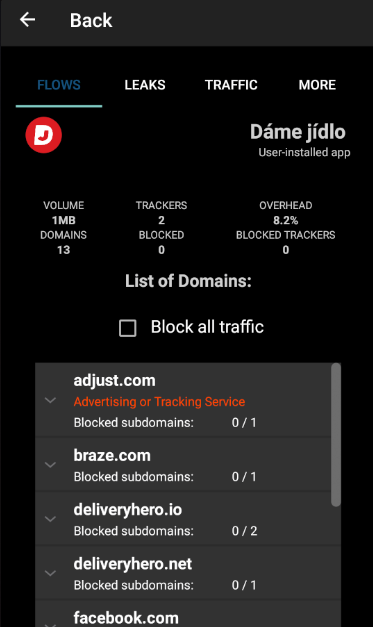 Back
FLOWS LEAKS TRAFFIC MORE
Dáme jídlo
User-installed app
VOLUME TRACKERS OVERHEAD
1MB 2 8.2%
DOMAINS BLOCKED BLOCKED TRACKERS
13 0 0
List of Domains:
Block all traffic
adjust.com
Advertising or Tracking Service
Blocked subdomains: 0 / 1
braze.com
Blocked subdomains: 0 / 1
deliveryhero.io
Blocked subdomains: 0 / 2
deliveryhero.net
Blocked subdomains: 0 / 1
facebook.com